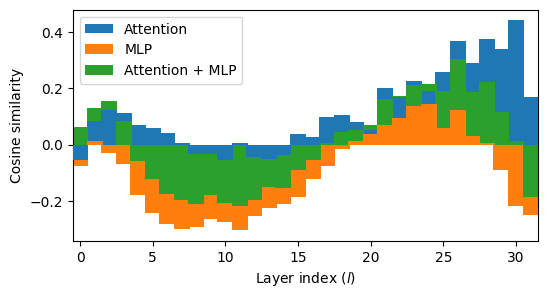 Attention
MLP
Attention + MLP
Cosine similarity
0.4
0.2
0.0
−0.2
0
5
10
15
20
25
30
Layer index (l)